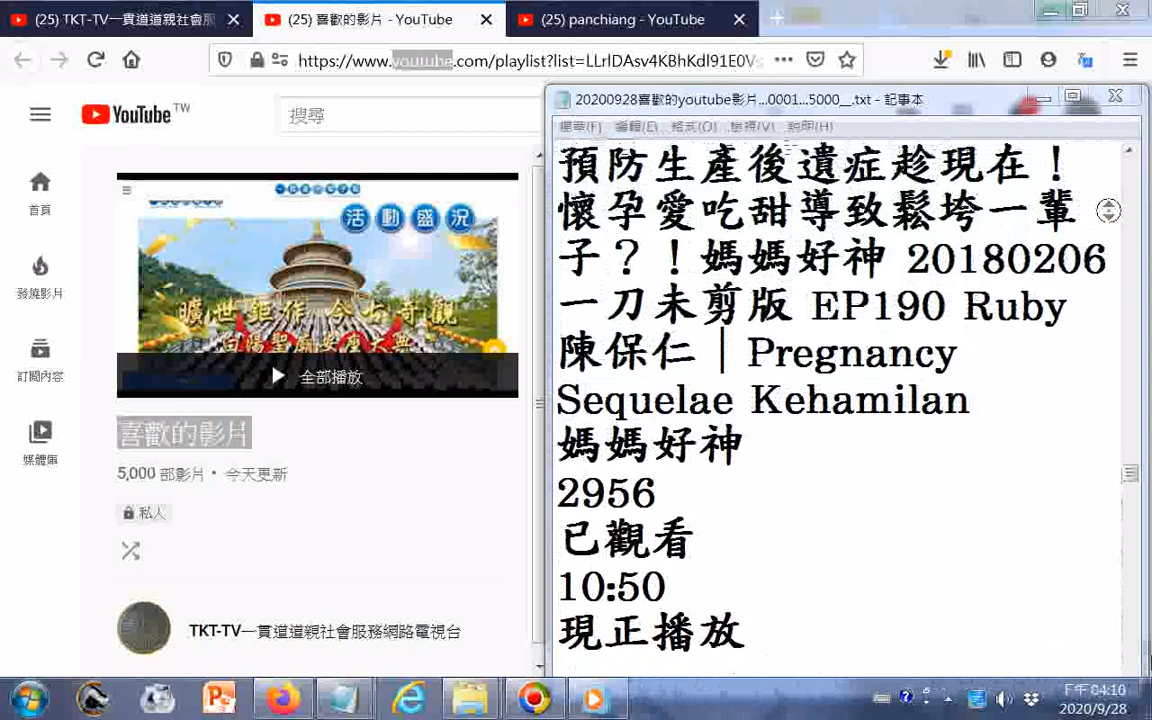 (25) TKT-TV一貫道道親社會服
(25) 喜歡的影片 - YouTube
(25) panchiang - YouTube
https://www.youtube.com/playlist?list=LLrlDAsv4KBhKdl91E0Vs
YouTube TW
搜尋
首頁
發燒影片
訂閱內容
媒體庫
活動盛況
曠世鉅作 今古奇觀
全部播放
喜歡的影片
5,000 部影片・今天更新
私人
TKT-TV一貫道道親社會服務網路電視台
20200928喜歡的youtube影片...0001...5000__.txt - 記事本
檔案(F) 編輯(E) 格式(O) 檢視(V) 說明(H)
預防生產後遺症趁現在！
懷孕愛吃甜導致鬆垮一輩
子？！媽媽好神 20180206
一刀未剪版 EP190 Ruby
陳保仁│Pregnancy
Sequelae Kehamilan
媽媽好神
2956
已觀看
10:50
現正播放
下午 04:10
2020/9/28